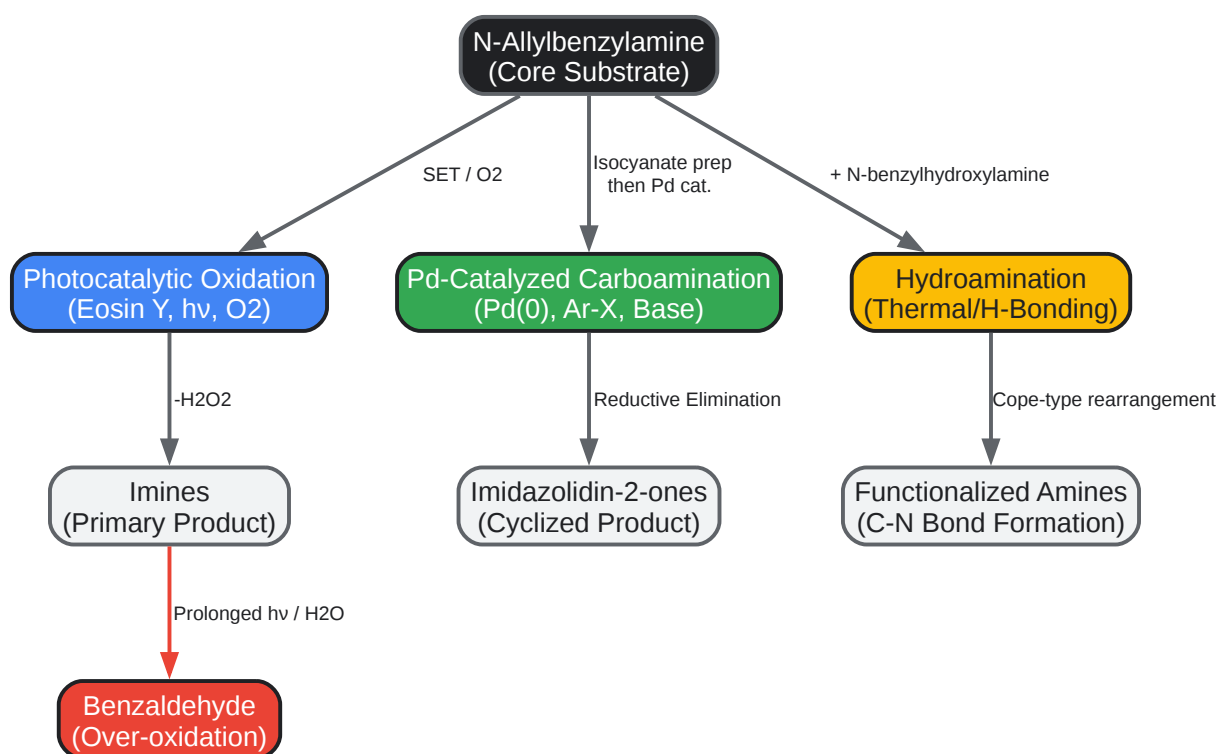 N-Allylbenzylamine
(Core Substrate)
SET / O2
Isocyanate prep
then Pd cat.
+ N-benzylhydroxylamine
Photocatalytic Oxidation
(Eosin Y, hν, O2)
Pd-Catalyzed Carboamination
(Pd(0), Ar-X, Base)
Hydroamination
(Thermal/H-Bonding)
-H2O2
Reductive Elimination
Cope-type rearrangement
Imines
(Primary Product)
Imidazolidin-2-ones
(Cyclized Product)
Functionalized Amines
(C-N Bond Formation)
Prolonged hν / H2O
Benzaldehyde
(Over-oxidation)